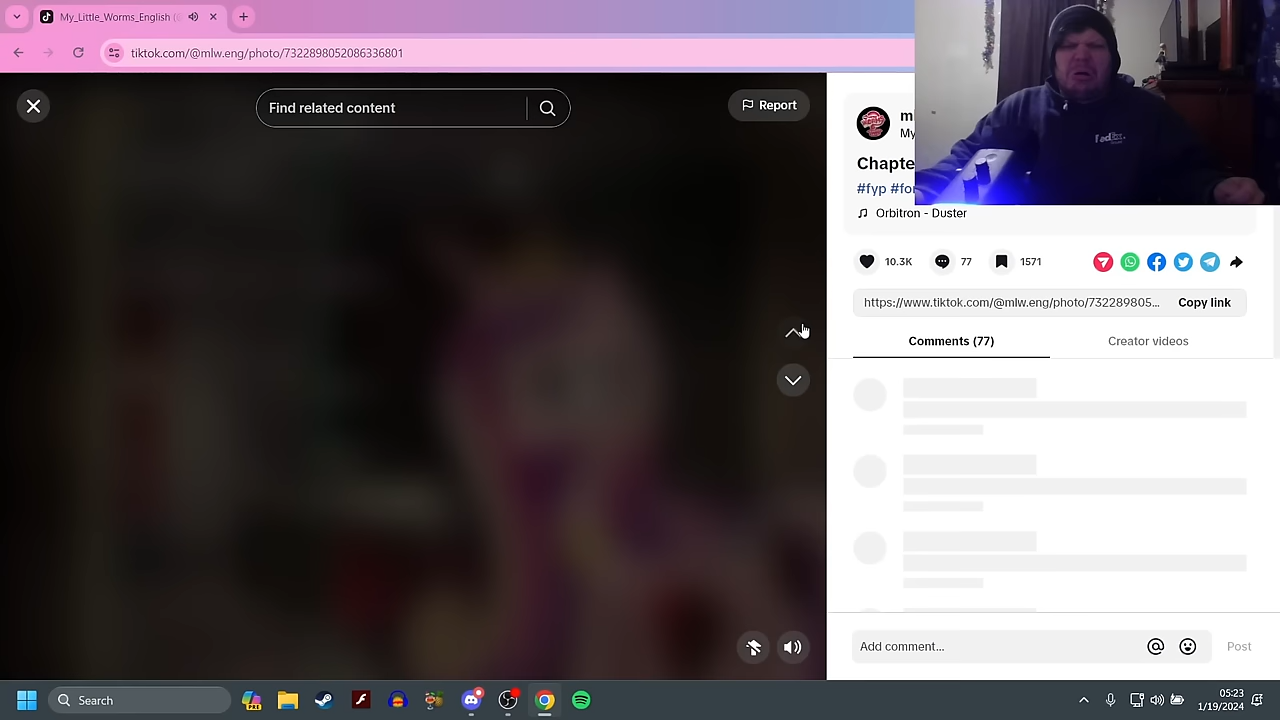 My_Little_Worms_English (
tiktok.com/@mlw.eng/photo/7322898052086336801
Find related content
Report
My
Chapte
#fyp #fo
Orbitron - Duster
10.3K
77
1571
https://www.tiktok.com/@mlw.eng/photo/732289805...
Copy link
Comments (77)
Creator videos
Add comment...
Post
Search
05:23
1/19/2024
FedEx